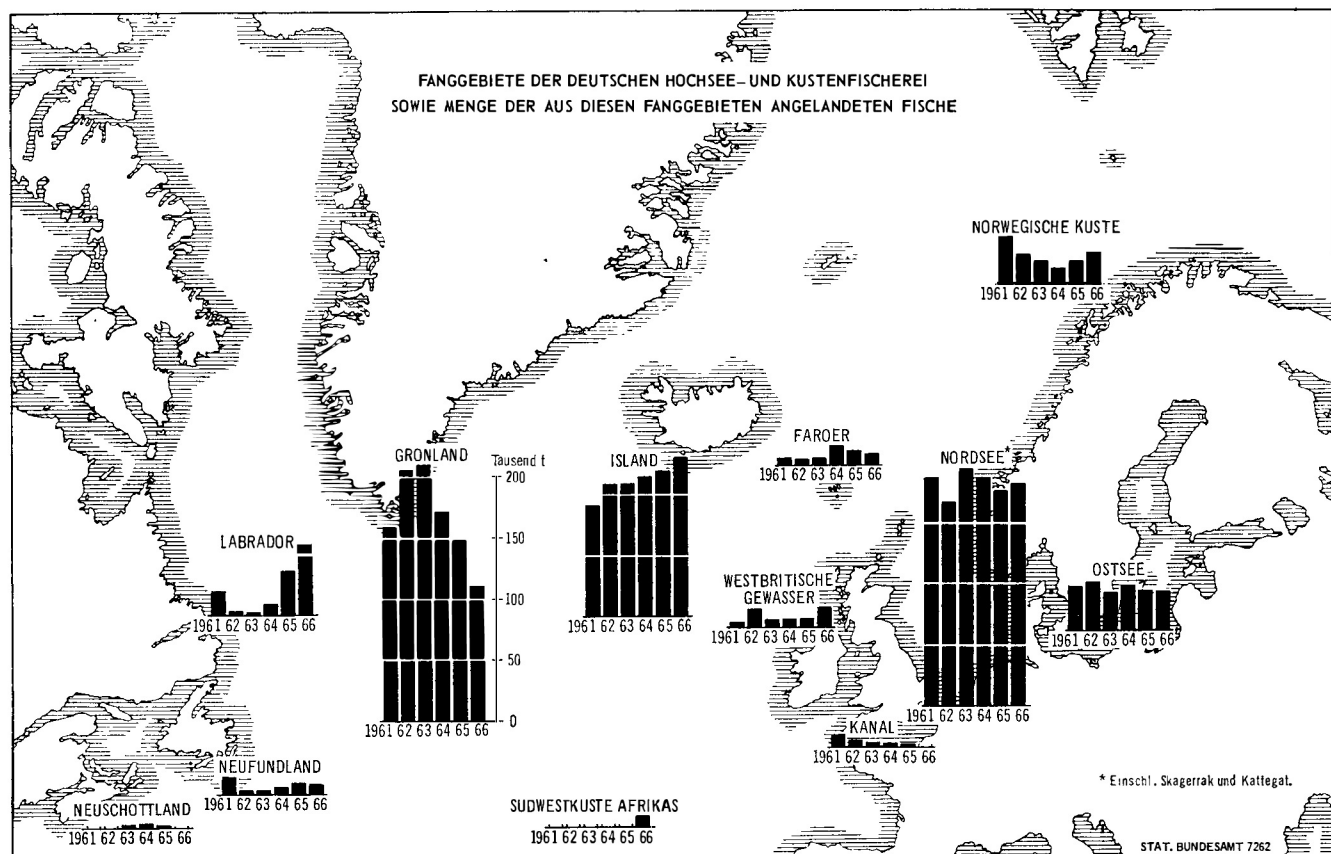 FANGGEBIETE DER DEUTSCHEN HOCHSEE- UND KUSTENFISCHEREI
SOWIE MENGE DER AUS DIESEN FANGGEBIETEN ANGELANDETEN FISCHE
NORWEGISCHE KUSTE
1961 62 63 64 65 66
FAROER
1961 62 63 64 65 66
GRONLAND
Tausend t
200
150
100
50
0
1961 62 63 64 65 66
ISLAND
1961 62 63 64 65 66
NORDSEE*
1961 62 63 64 65 66
LABRADOR
1961 62 63 64 65 66
WESTBRITISCHE
GEWASSER
1961 62 63 64 65 66
OSTSEE
1961 62 63 64 65 66
KANAL
1961 62 63 64 65 66
NEUFUNDLAND
1961 62 63 64 65 66
NEUSCHOTTLAND
1961 62 63 64 65 66
SUDWESTKUSTE AFRIKAS
1961 62 63 64 65 66
* Einschl. Skagerrak und Kattegat.
STAT. BUNDESAMT 7262